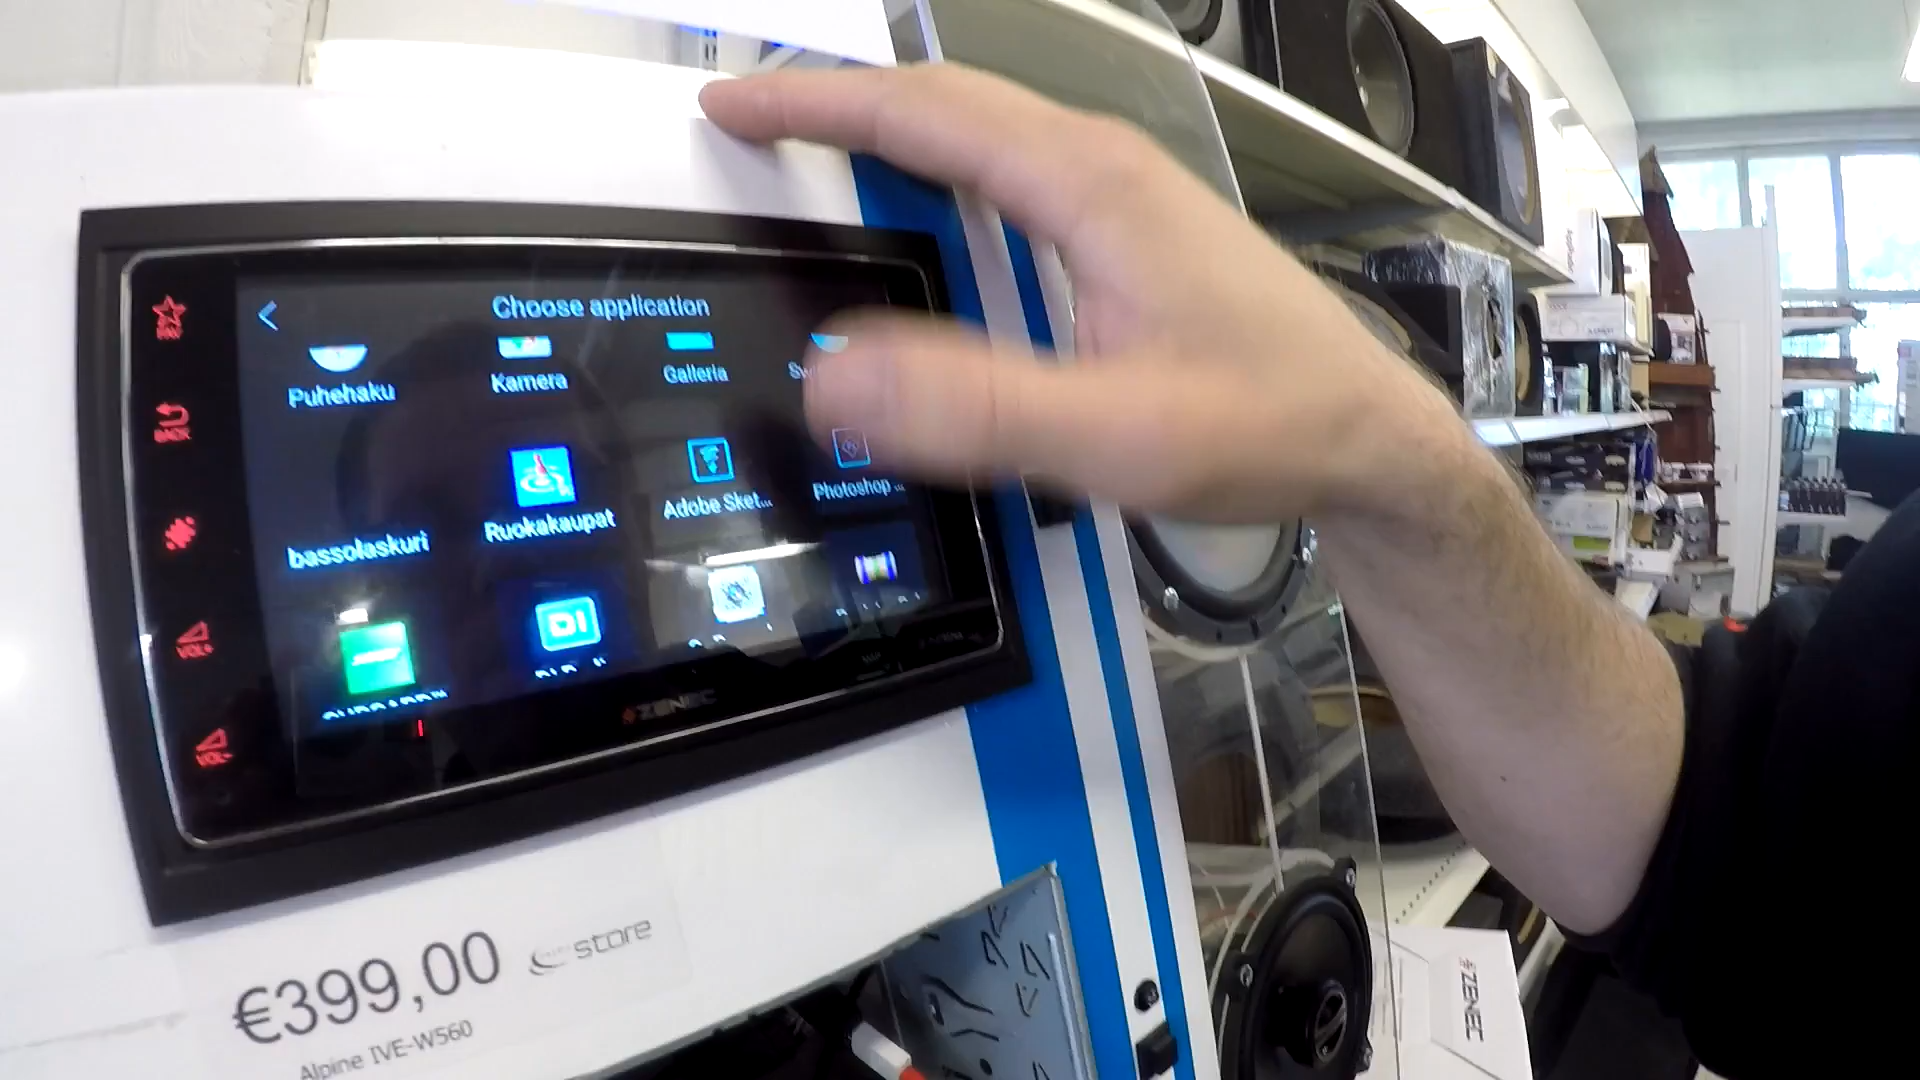 Choose application
Puhehaku
Kamera
Galleria
bassolaskuri
Ruokakaupat
Adobe Sket...
Photoshop ...
DI
BACK
VOL+
VOL-
ZENEC
€399,00
store
Alpine IVE-W560
ZENEC